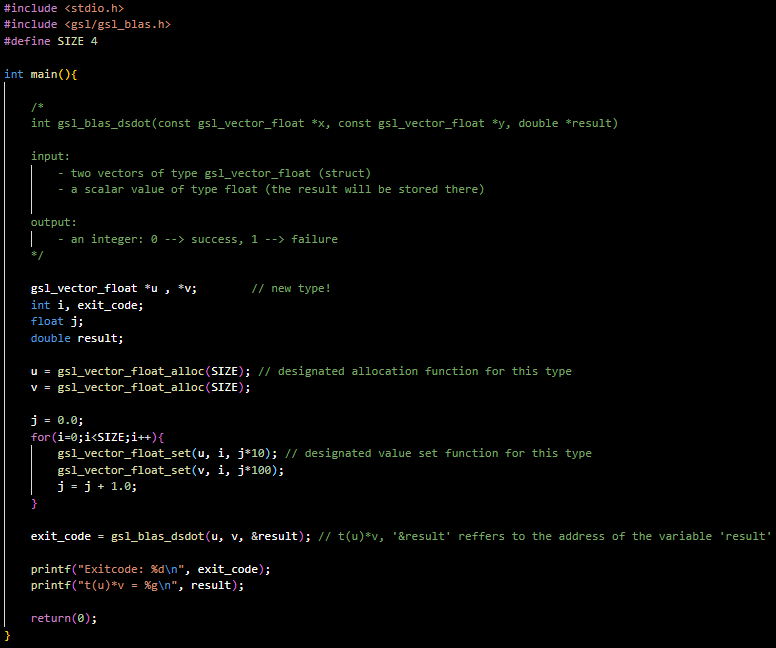 #include <stdio.h>
#include <gsl/gsl_blas.h>
#define SIZE 4
int main(){
/*
int gsl_blas_dsdot(const gsl_vector_float *x, const gsl_vector_float *y, double *result)
input:
- two vectors of type gsl_vector_float (struct)
- a scalar value of type float (the result will be stored there)
output:
- an integer: 0 --> success, 1 --> failure
*/
gsl_vector_float *u , *v; // new type!
int i, exit_code;
float j;
double result;
u = gsl_vector_float_alloc(SIZE); // designated allocation function for this type
v = gsl_vector_float_alloc(SIZE);
j = 0.0;
for(i=0;i<SIZE;i++){
gsl_vector_float_set(u, i, j*10); // designated value set function for this type
gsl_vector_float_set(v, i, j*100);
j = j + 1.0;
}
exit_code = gsl_blas_dsdot(u, v, &result); // t(u)*v, '&result' reffers to the address of the variable 'result'
printf("Exitcode: %d\n", exit_code);
printf("t(u)*v = %g\n", result);
return(0);
}